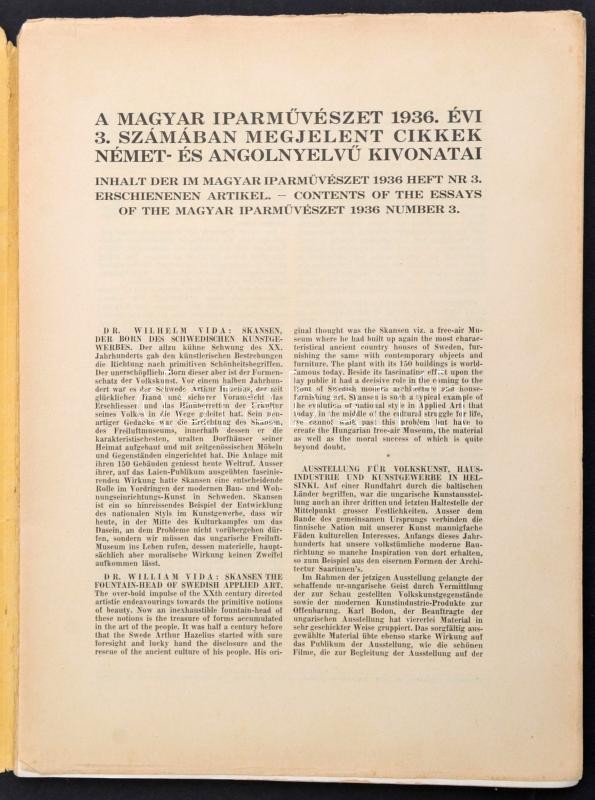 A MAGYAR IPARMŰVÉSZET 1936. ÉVI
3. SZÁMÁBAN MEGJELENT CIKKEK
NÉMET- ÉS ANGOLNYELVŰ KIVONATAI
INHALT DER IM MAGYAR IPARMŰVÉSZET 1936 HEFT NR 3.
ERSCHIENENEN ARTIKEL. — CONTENTS OF THE ESSAYS
OF THE MAGYAR IPARMŰVÉSZET 1936 NUMBER 3.
DR. WILHELM VIDA: SKANSEN,
DER BORN DES SCHWEDISCHEN KUNSTGE-
WERBES. Der allzu kühne Schwung des XX.
Jahrhunderts gab den künstlerischen Bestrebungen
die Richtung nach primitiven Schönheitsbegriffen.
Der unerschöpfliche Born dieser aber ist der Formen-
schatz der Volkskunst. Vor einem halben Jahrhun-
dert war es der Schwede Arthur Hazelius, der mit
glücklicher Hand und sicherer Voraussicht das
Erschliessen und das Hinüberretten der Urkultur
seines Volkes in die Wege geleitet hat. Sein neu-
artiger Gedanke war die Errichtung des Skansen,
des Freiluftmuseums, innerhalb dessen er die
karakteristischesten, uralten Dorfhäuser seiner
Heimat aufgebaut und mit zeitgenössischen Möbeln
und Gegenständen eingerichtet hat. Die Anlage mit
ihren 150 Gebäuden geniesst heute Weltruf. Ausser
ihrer, auf das Laien-Publikum ausgeübten faszinie-
renden Wirkung hatte Skansen eine entscheidende
Rolle im Vordringen der modernen Bau- und Woh-
nungseinrichtungs-Kunst in Schweden. Skansen
ist ein so hinreissendes Beispiel der Entwicklung
des nationalen Styls im Kunstgewerbe, dass wir
heute, in der Mitte des Kulturkampfes um das
Dasein, an dem Probleme nicht vorübergehen dür-
fen, sondern wir müssen das ungarische Freiluft-
Museum ins Leben rufen, dessen materielle, haupt-
sächlich aber moralische Wirkung keinen Zweifel
aufkommen lässt.
DR. WILLIAM VIDA: SKANSEN THE
FOUNTAIN-HEAD OF SWEDISH APPLIED ART.
The over-bold impulse of the XXth century directed
artistic endeavourings towards the primitive notions
of beauty. Now an inexhaustible fountain-head of
these notions is the treasure of forms accumulated
in the art of the people. It was half a century before
that the Swede Arthur Hazelius started with sure
foresight and lucky hand the disclosure and the
rescue of the ancient culture of his people. His ori-
ginal thought was the Skansen viz. a free-air Mu-
seum where he had built up again the most charac-
teristical ancient country houses of Sweden, fur-
nishing the same with contemporary objects and
furniture. The plant with its 150 buildings is world-
famous today. Beside its fascinating effect upon the
lay public it had a decisive role in the coming to the
front of Swedish modern architecture and house-
furnishing art. Skansen is such a typical example of
the evolution of national style in Applied Art that
today, in the middle of the cultural struggle for life,
we cannot walk past this problem but have to
create the Hungarian free-air Museum, the material
as well as the moral success of which is quite
beyond doubt.
*
AUSSTELLUNG FÜR VOLKSKUNST, HAUS-
INDUSTRIE UND KUNSTGEWERBE IN HEL-
SINKI. Auf einer Rundfahrt durch die baltischen
Länder begriffen, war die ungarische Kunstausstel-
lung auch an ihrer dritten und letzten Haltestelle der
Mittelpunkt grosser Festlichkeiten. Ausser dem
Bande des gemeinsamen Ursprungs verbinden die
finnische Nation mit unserer Kunst mannigfache
Fäden kulturellen Interesses. Anfangs dieses Jahr-
hunderts hat unsere volkstümliche moderne Bau-
richtung so manche Inspiration von dort erhalten,
so zum Beispiel aus den eisernen Formen der Archi-
tectur Saarinnen's.
Im Rahmen der jetzigen Ausstellung gelangte der
schaffende ur-ungarische Geist durch Vermittlung
der zur Schau gestellten Volkskunstgegenstände
sowie der modernen Kunstindustrie-Produkte zur
Offenbarung. Karl Bodon, der Beauftragte der
ungarischen Ausstellung hat viererlei Material in
sehr geschickter Weise gruppiert. Das sorgfältig aus-
gewählte Material übte ebenso starke Wirkung auf
das Publikum der Ausstellung, wie die schönen
Filme, die zur Begleitung der Ausstellung auf der